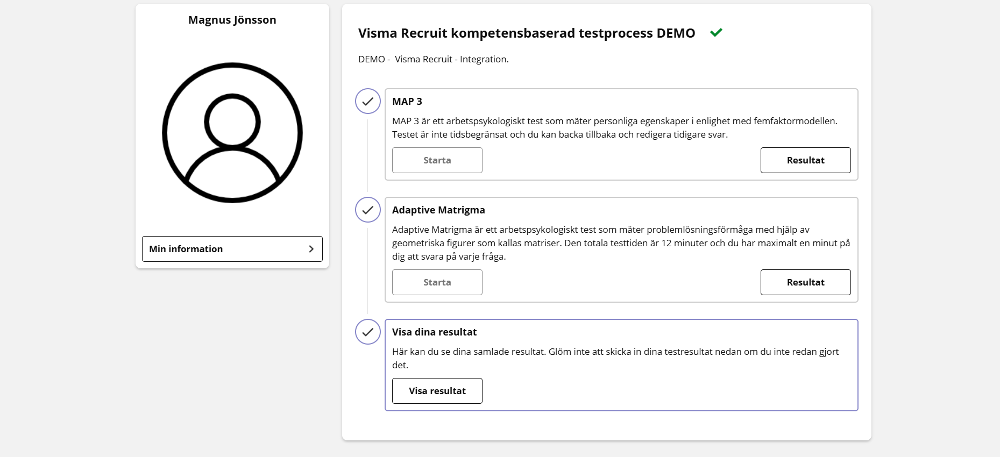 Magnus Jönsson
Min information
Visma Recruit kompetensbaserad testprocess DEMO
DEMO -  Visma Recruit - Integration.
MAP 3
MAP 3 är ett arbetspsykologiskt test som mäter personliga egenskaper i enlighet med femfaktormodellen.
Testet är inte tidsbegränsat och du kan backa tillbaka och redigera tidigare svar.
Starta
Resultat
Adaptive Matrigma
Adaptive Matrigma är ett arbetspsykologiskt test som mäter problemlösningsförmåga med hjälp av
geometriska figurer som kallas matriser. Den totala testtiden är 12 minuter och du har maximalt en minut på
dig att svara på varje fråga.
Starta
Resultat
Visa dina resultat
Här kan du se dina samlade resultat. Glöm inte att skicka in dina testresultat nedan om du inte redan gjort
det.
Visa resultat